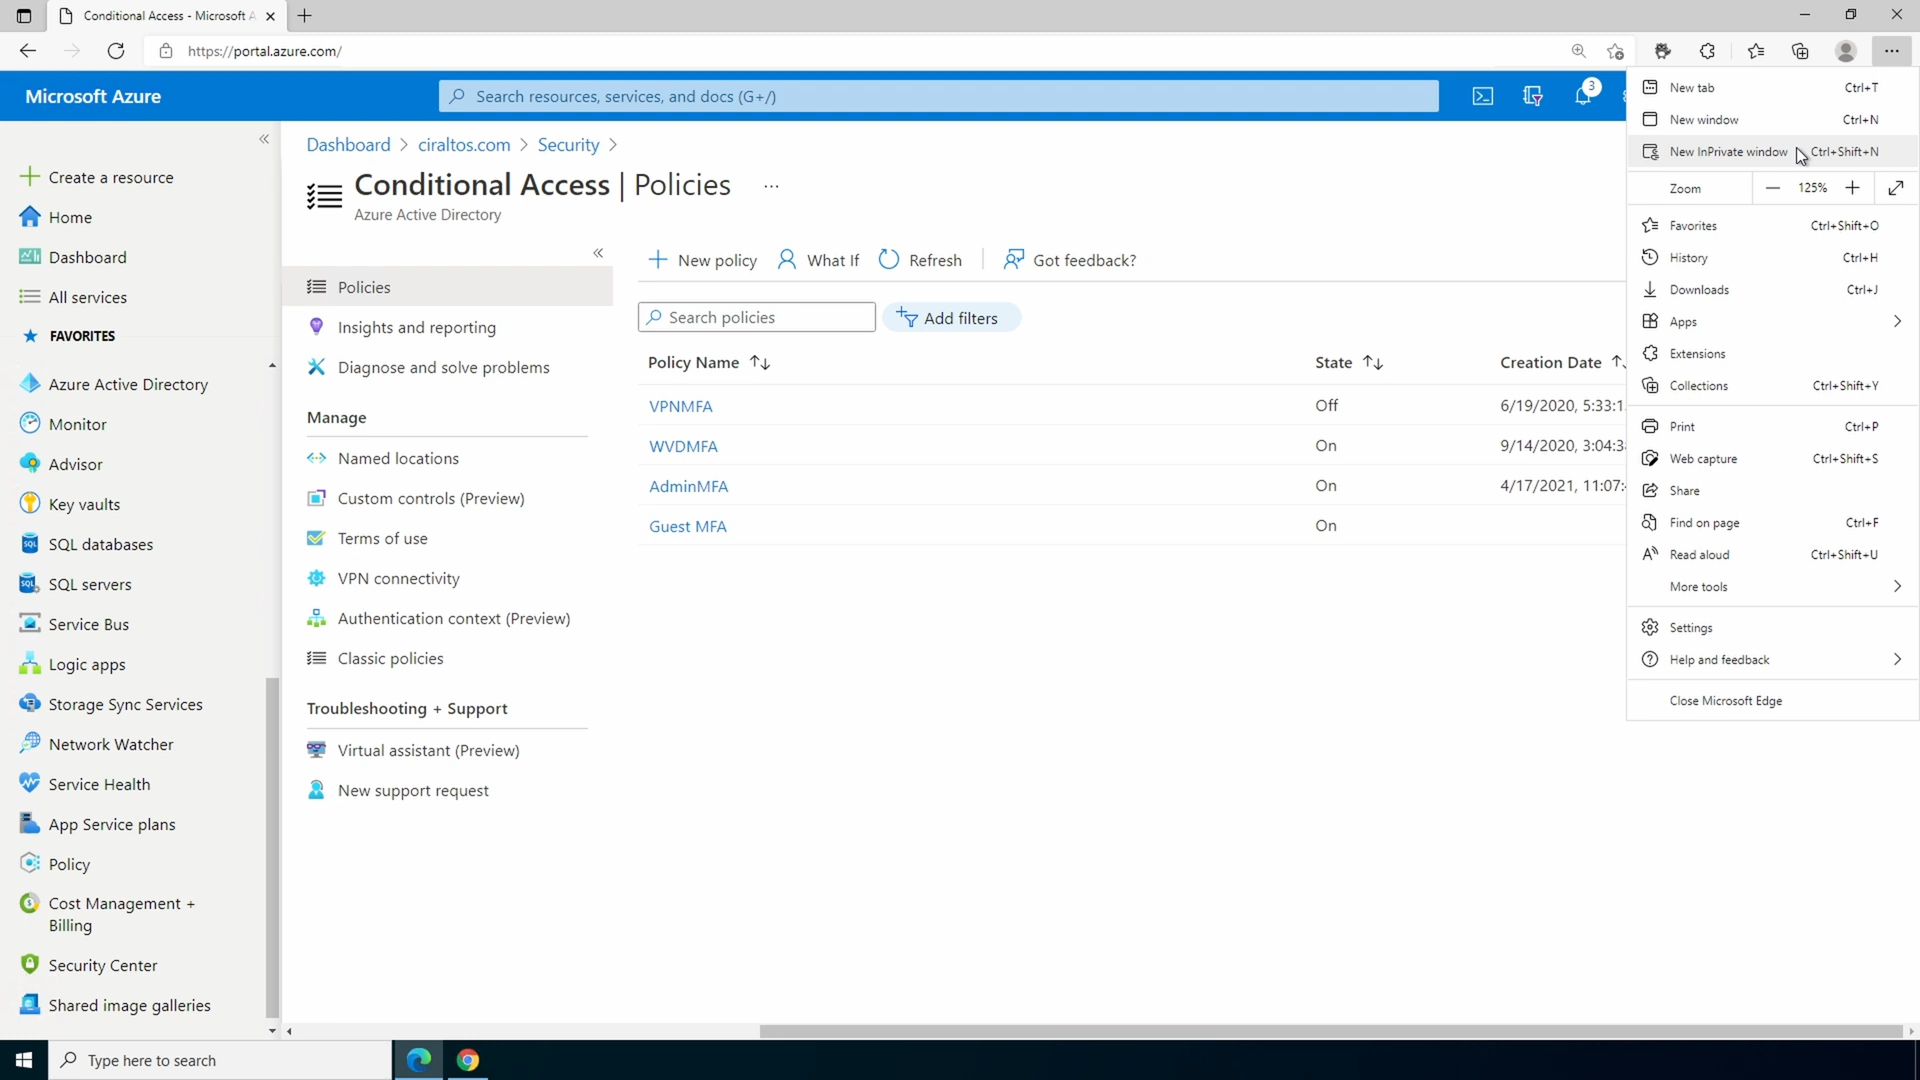 Conditional Access - Microsoft A
https://portal.azure.com/
Microsoft Azure
Search resources, services, and docs (G+/)
3
Create a resource
Home
Dashboard
All services
FAVORITES
Azure Active Directory
Monitor
Advisor
Key vaults
SQL databases
SQL servers
Service Bus
Logic apps
Storage Sync Services
Network Watcher
Service Health
App Service plans
Policy
Cost Management +
Billing
Security Center
Shared image galleries
Dashboard > ciraltos.com > Security >
Conditional Access | Policies ...
Azure Active Directory
Policies
Insights and reporting
Diagnose and solve problems
Manage
Named locations
Custom controls (Preview)
Terms of use
VPN connectivity
Authentication context (Preview)
Classic policies
Troubleshooting + Support
Virtual assistant (Preview)
New support request
New policy What If Refresh Got feedback?
Search policies Add filters
Policy Name State Creation Date
VPNMFA Off 6/19/2020, 5:33:1
WVDMFA On 9/14/2020, 3:04:3
AdminMFA On 4/17/2021, 11:07:
Guest MFA On
New tab Ctrl+T
New window Ctrl+N
New InPrivate window Ctrl+Shift+N
Zoom 125%
Favorites Ctrl+Shift+O
History Ctrl+H
Downloads Ctrl+J
Apps
Extensions
Collections Ctrl+Shift+Y
Print Ctrl+P
Web capture Ctrl+Shift+S
Share
Find on page Ctrl+F
Read aloud Ctrl+Shift+U
More tools
Settings
Help and feedback
Close Microsoft Edge
Type here to search